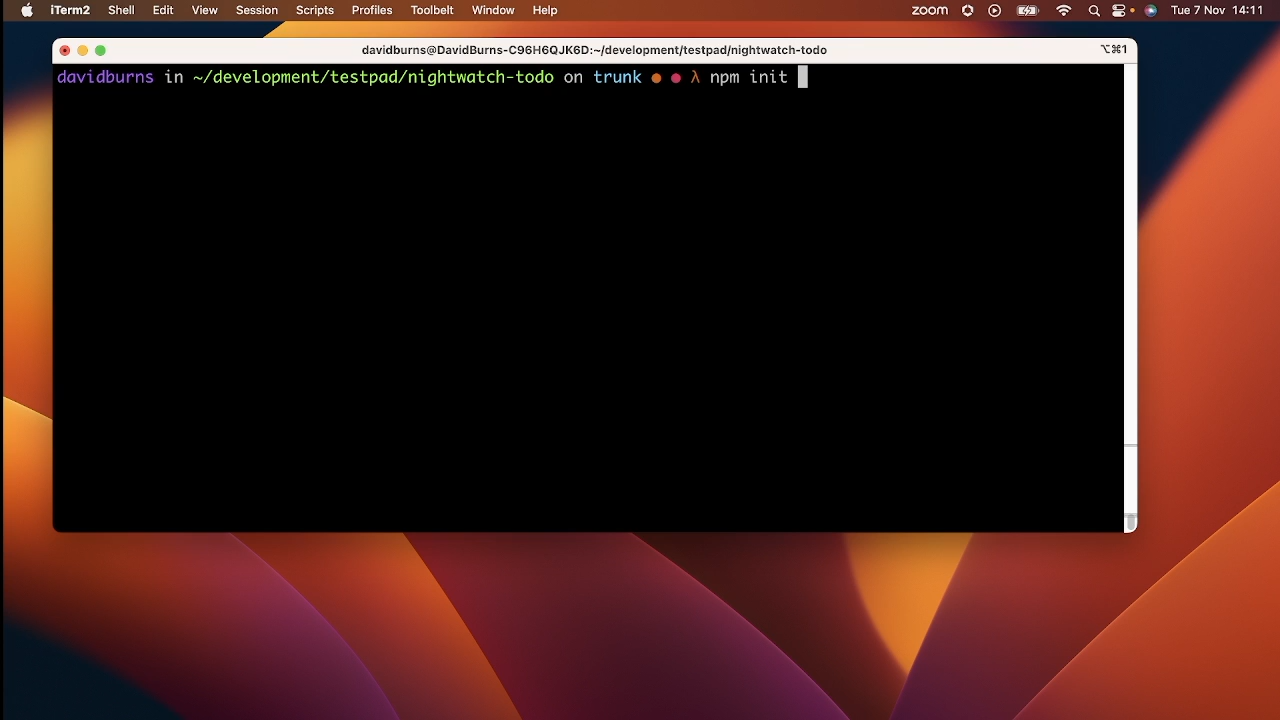 iTerm2 Shell Edit View Session Scripts Profiles Toolbelt Window Help zoom Tue 7 Nov 14:11
davidburns@DavidBurns-C96H6QJK6D:~/development/testpad/nightwatch-todo ⌥⌘1
davidburns in ~/development/testpad/nightwatch-todo on trunk ● ● λ npm init